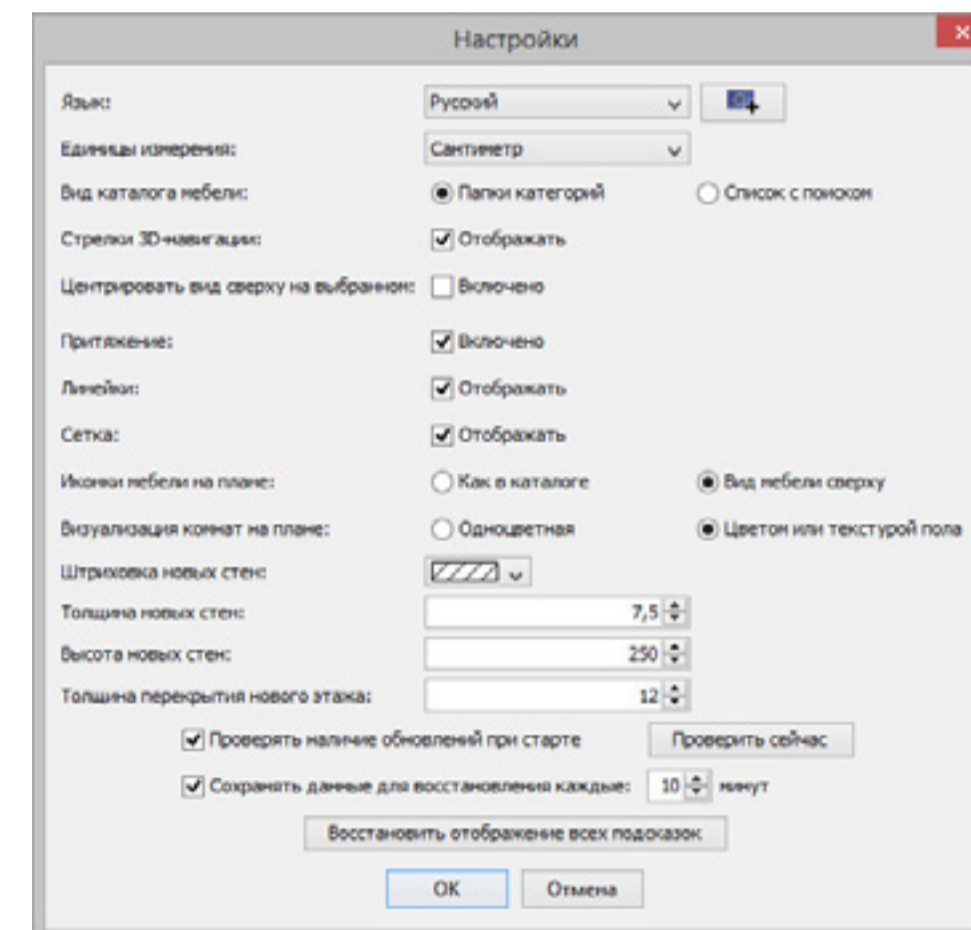 Настройки
Язык: Русский
Единицы измерения: Сантиметр
Вид каталога мебели: Папки категорий Список с поиском
Стрелки 3D-навигации: Отображать
Центрировать вид сверху на выбранном: Включено
Притяжение: Включено
Линейки: Отображать
Сетка: Отображать
Иконки мебели на плане: Как в каталоге Вид мебели сверху
Визуализация комнат на плане: Одноцветная Цветом или текстурой пола
Штриховка новых стен:
Толщина новых стен: 7,5
Высота новых стен: 250
Толщина перекрытия нового этажа: 12
Проверять наличие обновлений при старте Проверить сейчас
Сохранять данные для восстановления каждые: 10 минут
Восстановить отображение всех подсказок
OK Отмена